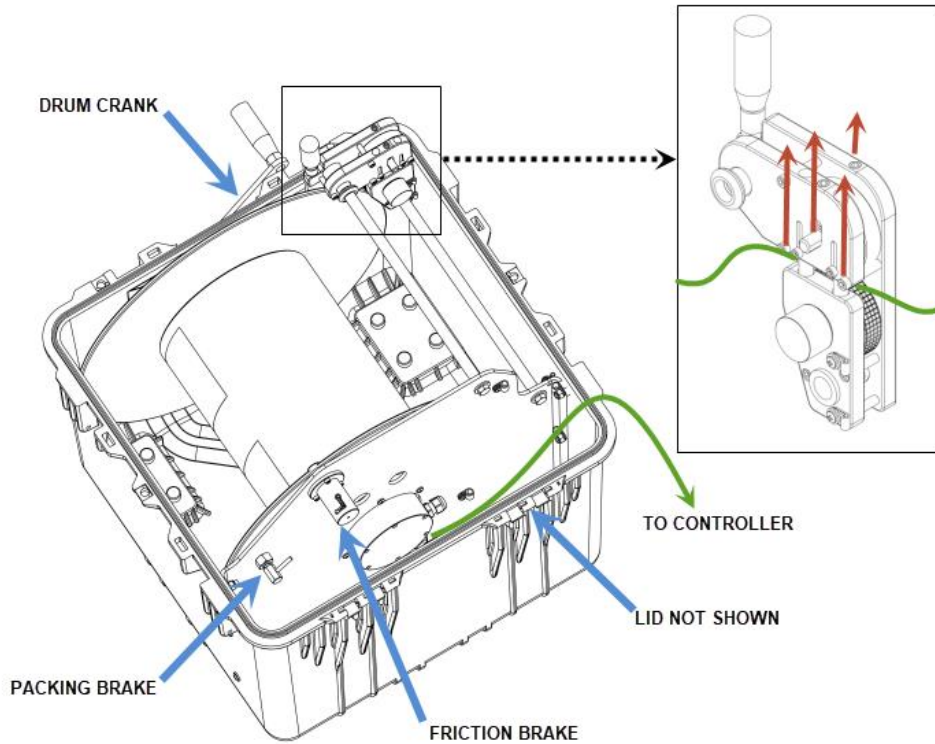 DRUM CRANK
TO CONTROLLER
LID NOT SHOWN
PACKING BRAKE
FRICTION BRAKE